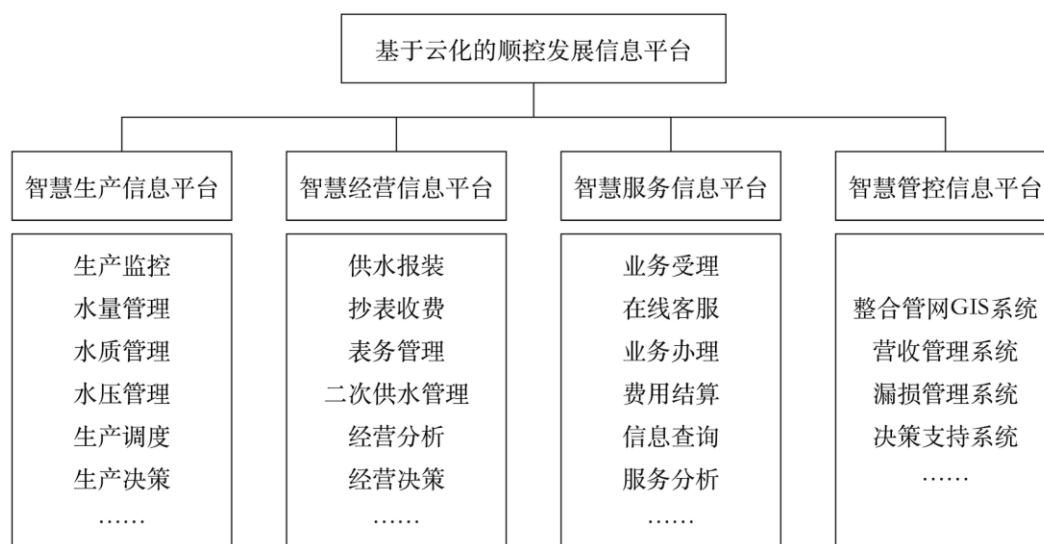 基于云化的顺控发展信息平台
智慧生产信息平台
生产监控
水量管理
水质管理
水压管理
生产调度
生产决策
……
智慧经营信息平台
供水报装
抄表收费
表务管理
二次供水管理
经营分析
经营决策
……
智慧服务信息平台
业务受理
在线客服
业务办理
费用结算
信息查询
服务分析
……
智慧管控信息平台
整合管网GIS系统
营收管理系统
漏损管理系统
决策支持系统
……